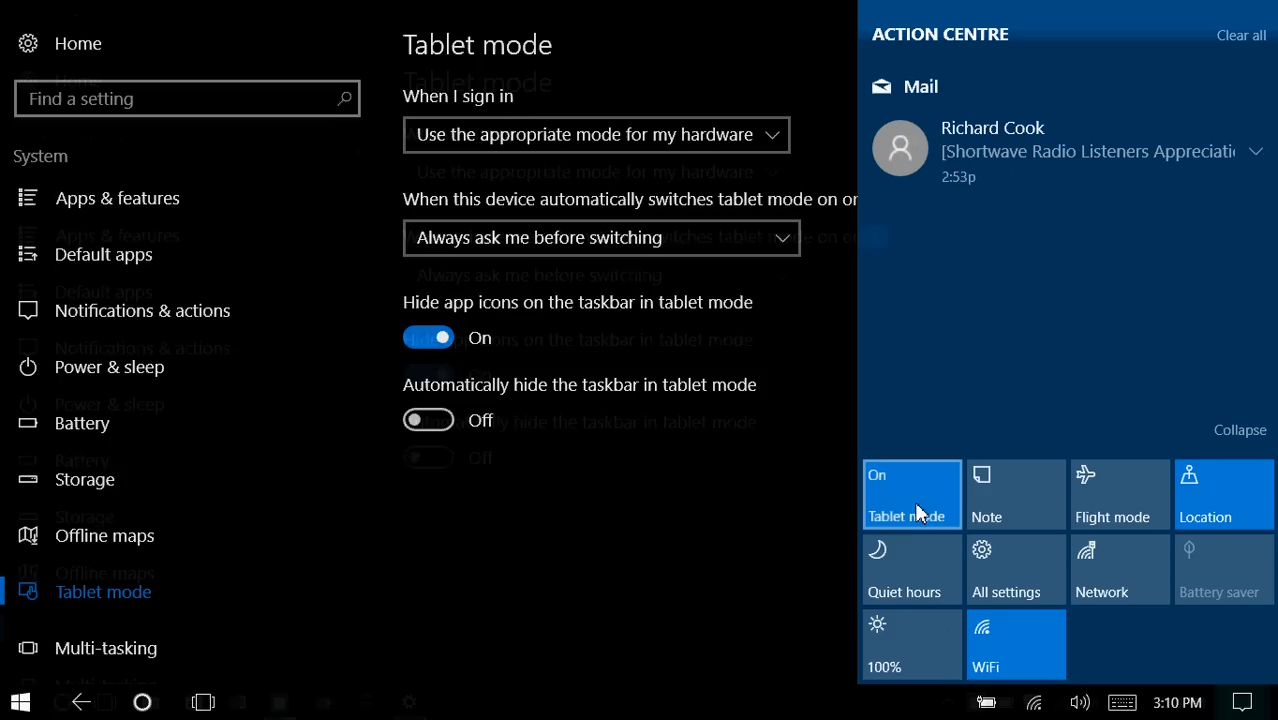 Home
Find a setting
System
Apps & features
Default apps
Notifications & actions
Power & sleep
Battery
Storage
Offline maps
Tablet mode
Multi-tasking
Tablet mode
When I sign in
Use the appropriate mode for my hardware
When this device automatically switches tablet mode on or
Always ask me before switching
Hide app icons on the taskbar in tablet mode
On
Automatically hide the taskbar in tablet mode
Off
ACTION CENTRE
Clear all
Mail
Richard Cook
[Shortwave Radio Listeners Appreciati
2:53p
Collapse
On
Tablet mode
Note
Flight mode
Location
Quiet hours
All settings
Network
Battery saver
100%
WiFi
3:10 PM